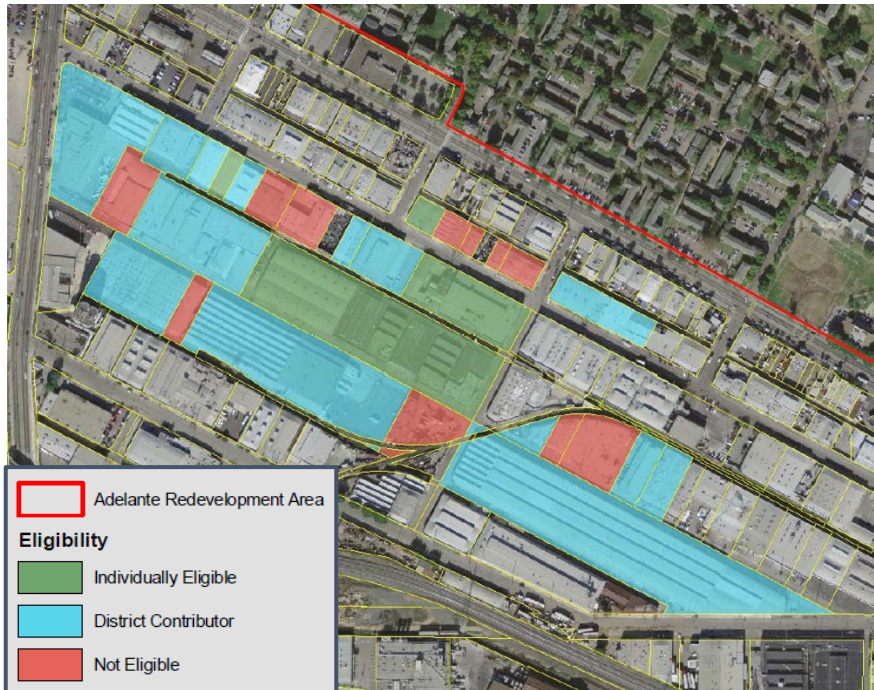 Adelante Redevelopment Area
Eligibility
Individually Eligible
District Contributor
Not Eligible